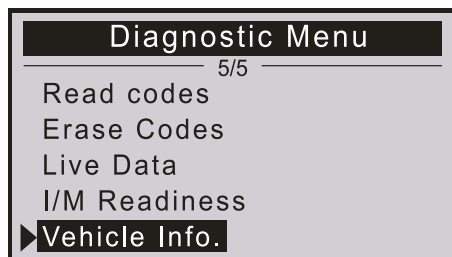 Diagnostic Menu
5/5
Read codes
Erase Codes
Live Data
I/M Readiness
Vehicle Info.